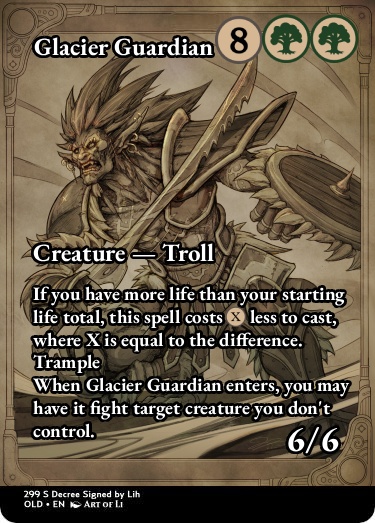 Glacier Guardian 8
Creature — Troll
If you have more life than your starting
life total, this spell costs X less to cast,
where X is equal to the difference.
Trample
When Glacier Guardian enters, you may
have it fight target creature you don't
control.
6/6
299 S Decree Signed by Lih
OLD • EN Art of Li